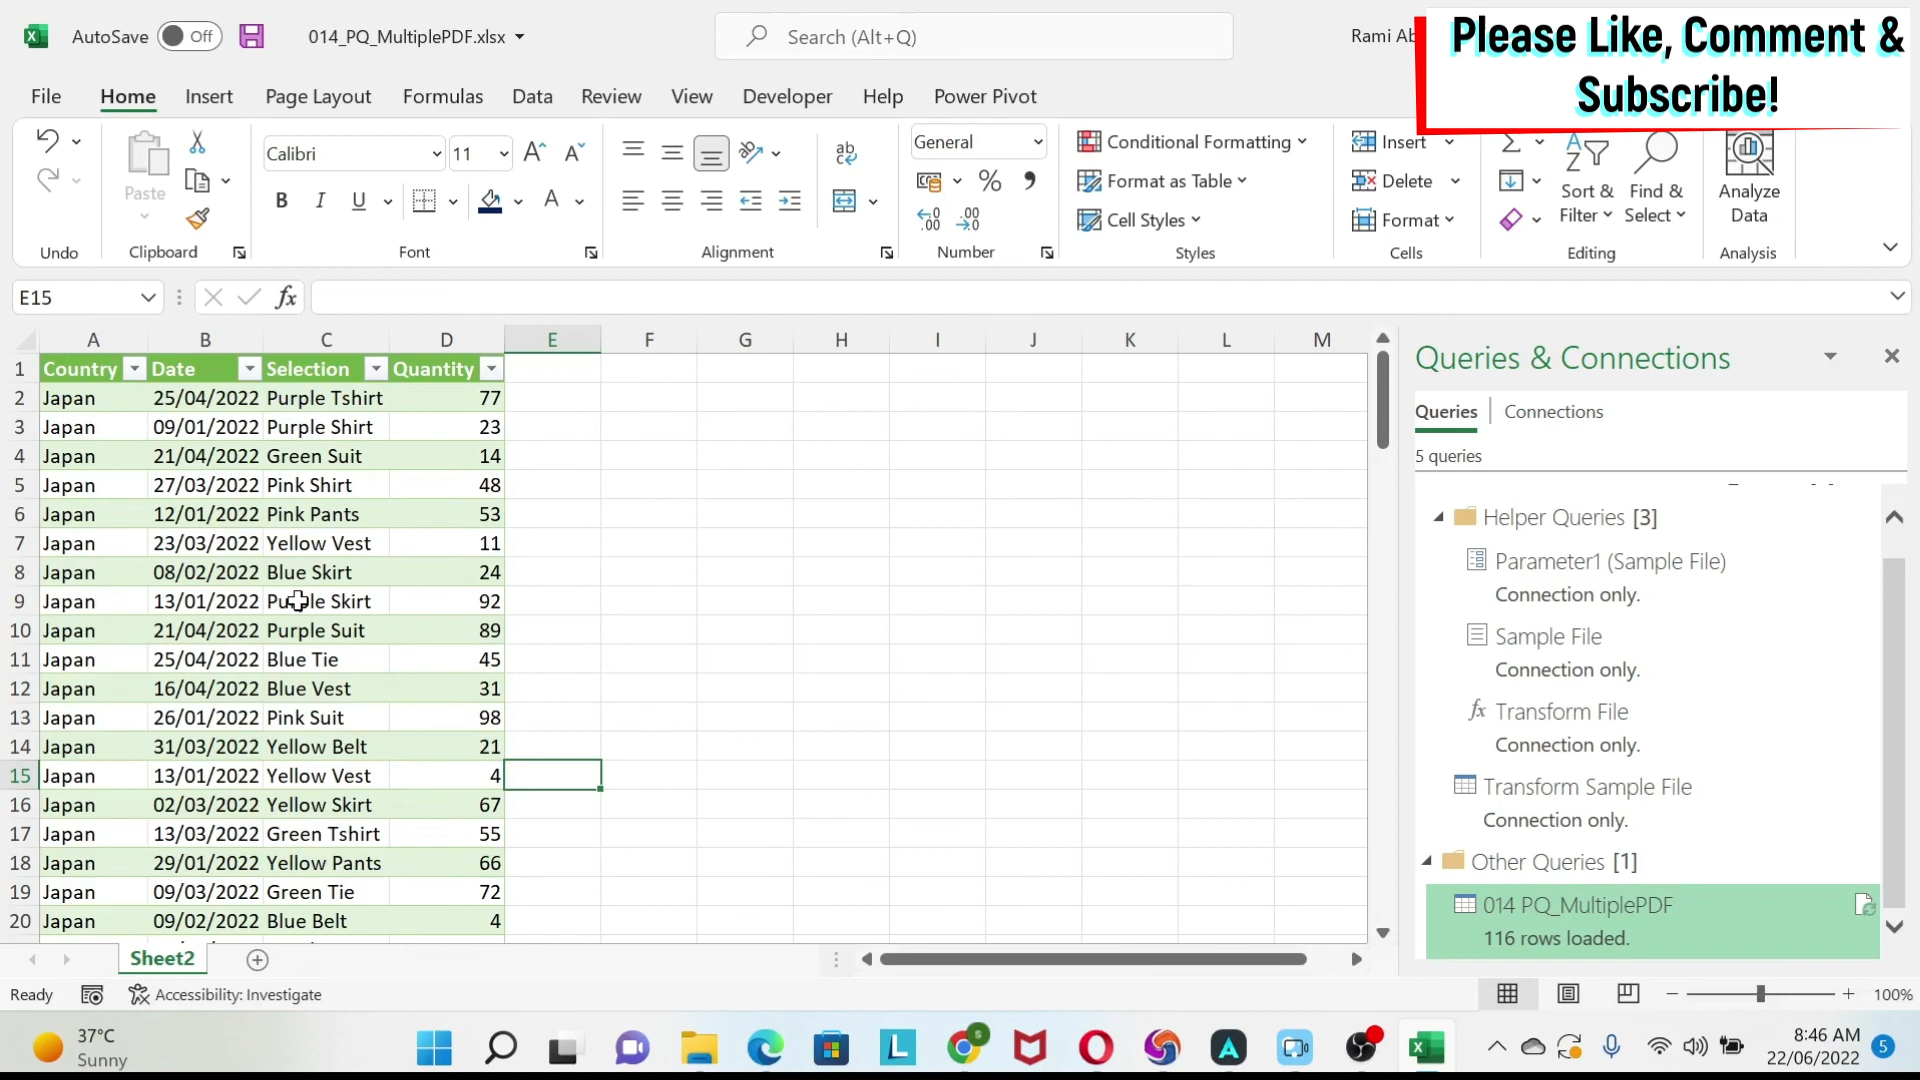 AutoSave Off 014_PQ_MultiplePDF.xlsx Search (Alt+Q) Rami Ab
Please Like, Comment &
Subscribe!
File Home Insert Page Layout Formulas Data Review View Developer Help Power Pivot
Calibri 11 General Conditional Formatting Insert
Paste Format as Table Delete Sort & Find & Analyze
B I U Cell Styles Format Filter Select Data
Undo Clipboard Font Alignment Number Styles Cells Editing Analysis
E15 fx
A B C D E F G H I J K L M
1 Country Date Selection Quantity
2 Japan 25/04/2022 Purple Tshirt 77
3 Japan 09/01/2022 Purple Shirt 23
4 Japan 21/04/2022 Green Suit 14
5 Japan 27/03/2022 Pink Shirt 48
6 Japan 12/01/2022 Pink Pants 53
7 Japan 23/03/2022 Yellow Vest 11
8 Japan 08/02/2022 Blue Skirt 24
9 Japan 13/01/2022 Purple Skirt 92
10 Japan 21/04/2022 Purple Suit 89
11 Japan 25/04/2022 Blue Tie 45
12 Japan 16/04/2022 Blue Vest 31
13 Japan 26/01/2022 Pink Suit 98
14 Japan 31/03/2022 Yellow Belt 21
15 Japan 13/01/2022 Yellow Vest 4
16 Japan 02/03/2022 Yellow Skirt 67
17 Japan 13/03/2022 Green Tshirt 55
18 Japan 29/01/2022 Yellow Pants 66
19 Japan 09/03/2022 Green Tie 72
20 Japan 09/02/2022 Blue Belt 4
Queries & Connections
Queries Connections
5 queries
Helper Queries [3]
Parameter1 (Sample File)
Connection only.
Sample File
Connection only.
fx Transform File
Connection only.
Transform Sample File
Connection only.
Other Queries [1]
014 PQ_MultiplePDF
116 rows loaded.
Sheet2
Ready Accessibility: Investigate 100%
37°C
Sunny
8:46 AM
22/06/2022 5